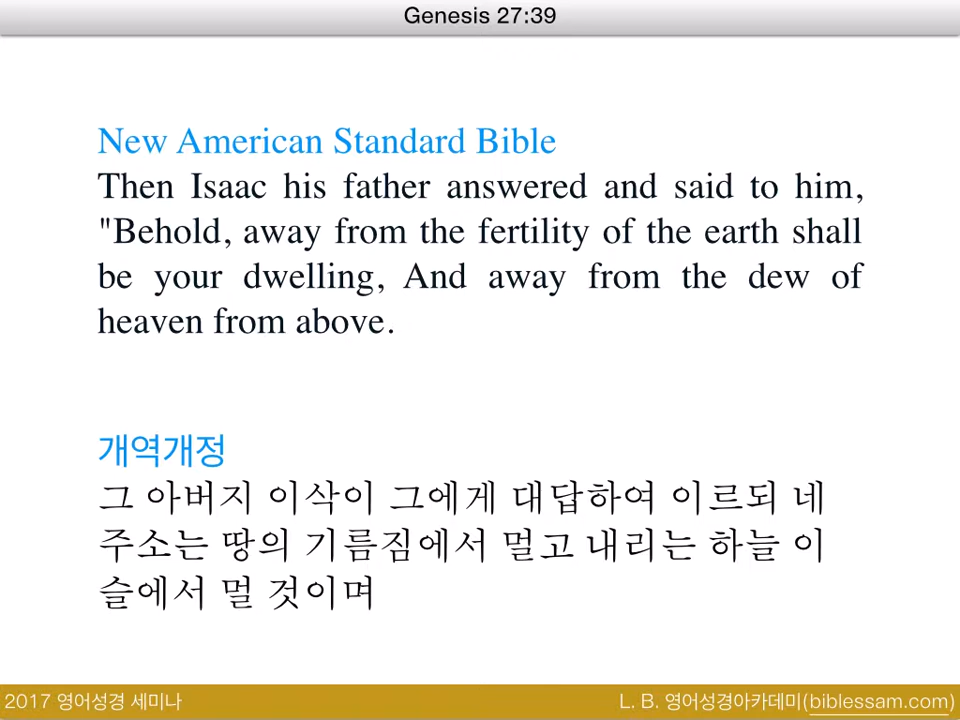 Genesis 27:39
New American Standard Bible
Then Isaac his father answered and said to him,
"Behold, away from the fertility of the earth shall
be your dwelling, And away from the dew of
heaven from above.
개역개정
그 아버지 이삭이 그에게 대답하여 이르되 네
주소는 땅의 기름짐에서 멀고 내리는 하늘 이
슬에서 멀 것이며
2017 영어성경 세미나
L. B. 영어성경아카데미(biblessam.com)